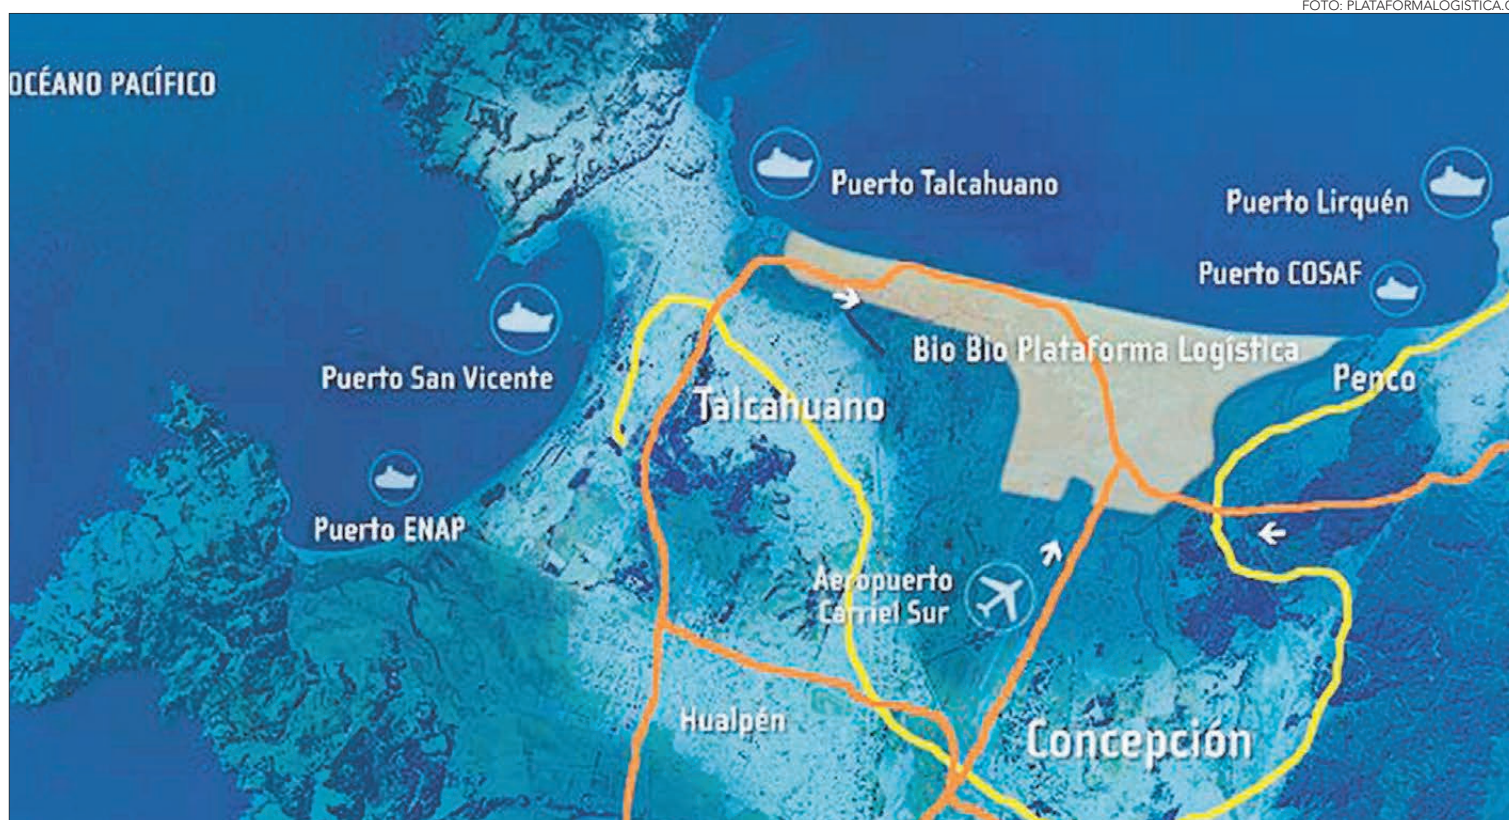 FOTO: PLATAFORMALOGISTICA.C
OCÉANO PACÍFICO
Puerto Talcahuano
Puerto Lirquén
Puerto COSAF
Bio Bio Plataforma Logística
Puerto San Vicente
Penco
Talcahuano
Puerto ENAP
Aeropuerto
Carriel Sur
Hualpén
Concepción